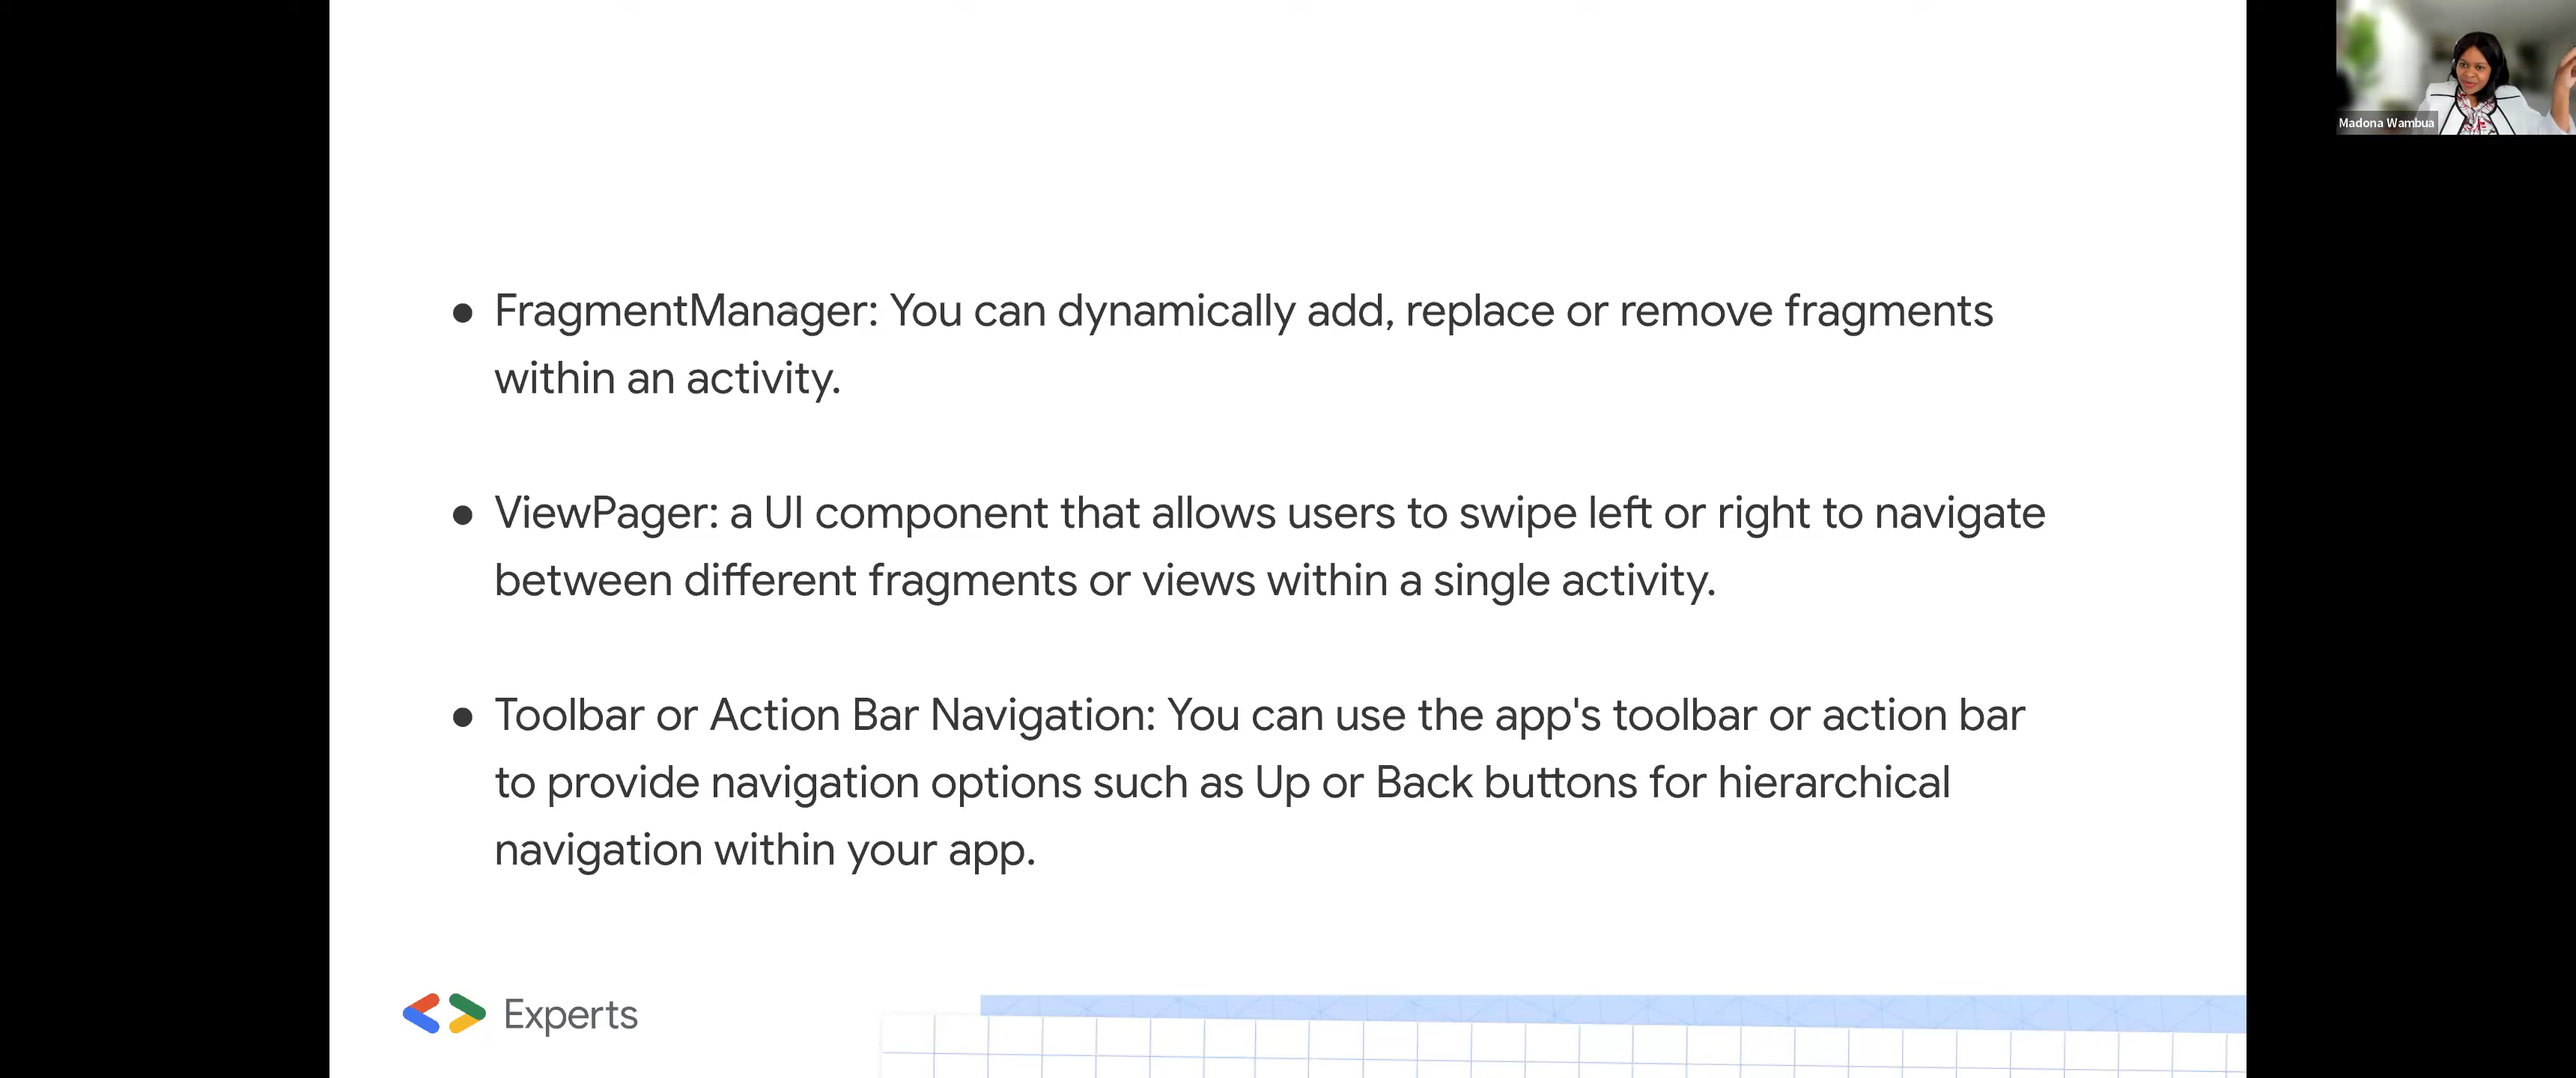 Madona Wambua
● FragmentManager: You can dynamically add, replace or remove fragments
within an activity.
● ViewPager: a UI component that allows users to swipe left or right to navigate
between different fragments or views within a single activity.
● Toolbar or Action Bar Navigation: You can use the app's toolbar or action bar
to provide navigation options such as Up or Back buttons for hierarchical
navigation within your app.
Experts